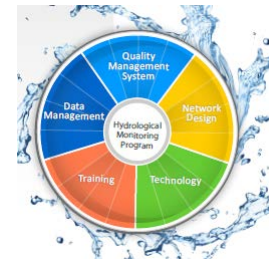 Quality
Management
System
Data
Management
Network
Design
Hydrological
Monitoring
Program
Training
Technology